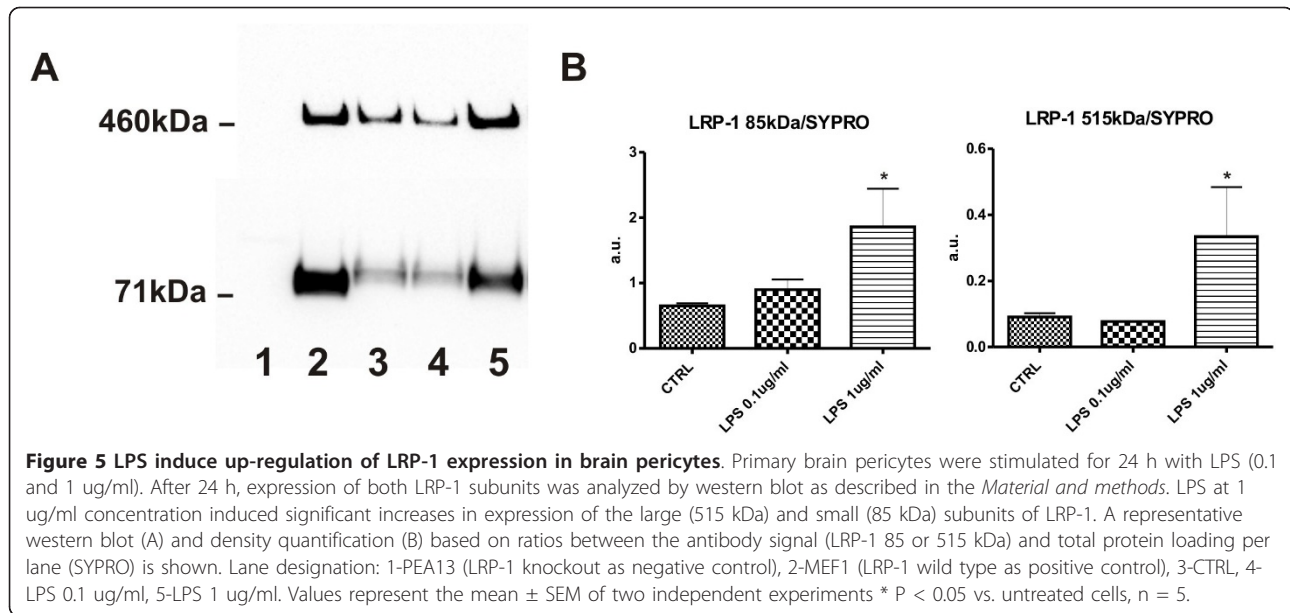 A
460kDa –
71kDa –
1 2 3 4 5
B
LRP-1 85kDa/SYPRO
a.u.
3
2
1
0
CTRL
LPS 0.1ug/ml
LPS 1ug/ml
*
LRP-1 515kDa/SYPRO
a.u.
0.6
0.4
0.2
0.0
CTRL
LPS 0.1ug/ml
LPS 1ug/ml
*
Figure 5 LPS induce up-regulation of LRP-1 expression in brain pericytes. Primary brain pericytes were stimulated for 24 h with LPS (0.1
and 1 ug/ml). After 24 h, expression of both LRP-1 subunits was analyzed by western blot as described in the Material and methods. LPS at 1
ug/ml concentration induced significant increases in expression of the large (515 kDa) and small (85 kDa) subunits of LRP-1. A representative
western blot (A) and density quantification (B) based on ratios between the antibody signal (LRP-1 85 or 515 kDa) and total protein loading per
lane (SYPRO) is shown. Lane designation: 1-PEA13 (LRP-1 knockout as negative control), 2-MEF1 (LRP-1 wild type as positive control), 3-CTRL, 4-
LPS 0.1 ug/ml, 5-LPS 1 ug/ml. Values represent the mean ± SEM of two independent experiments * P < 0.05 vs. untreated cells, n = 5.